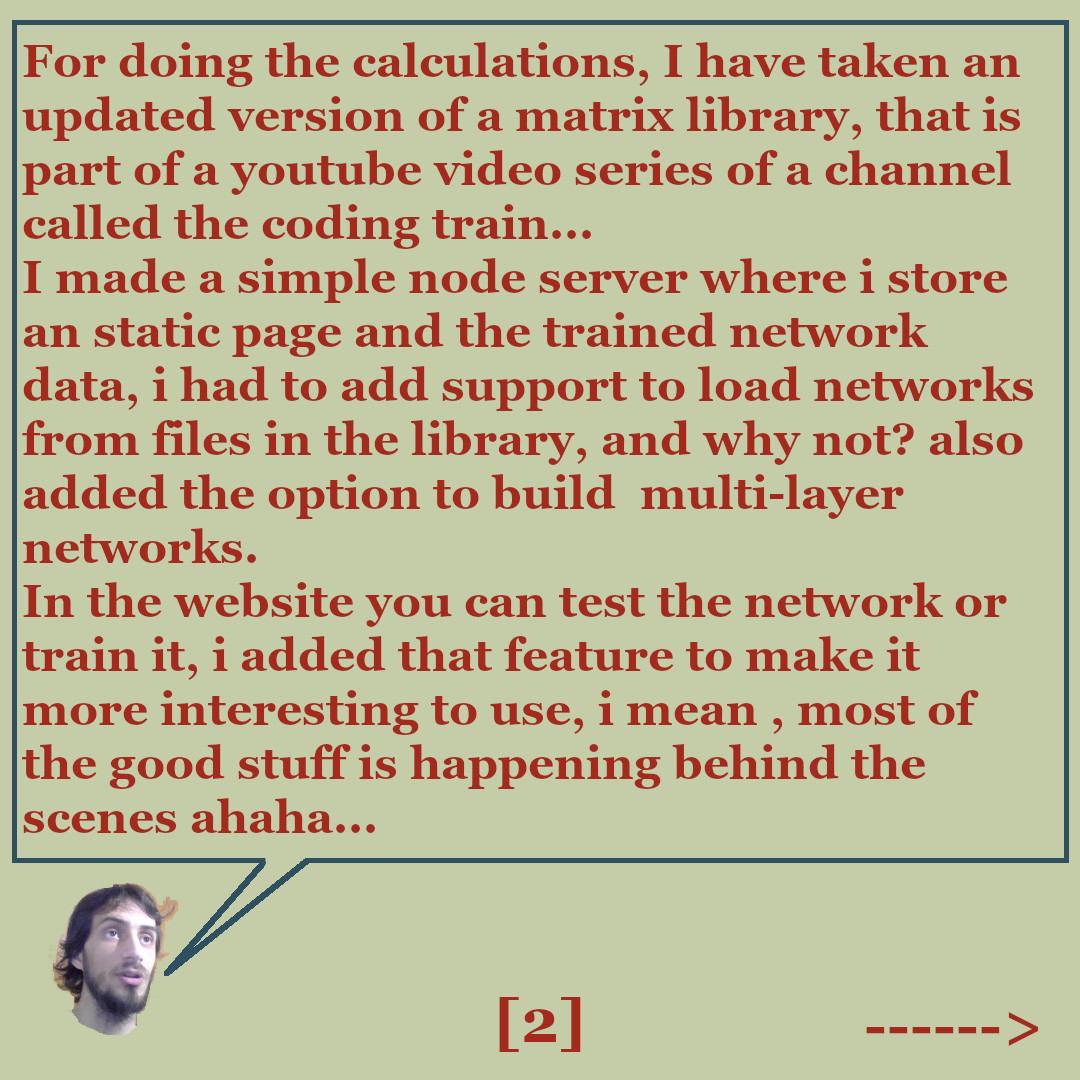 For doing the calculations, I have taken an
updated version of a matrix library, that is
part of a youtube video series of a channel
called the coding train...
I made a simple node server where i store
an static page and the trained network
data, i had to add support to load networks
from files in the library, and why not? also
added the option to build  multi-layer
networks.
In the website you can test the network or
train it, i added that feature to make it
more interesting to use, i mean , most of
the good stuff is happening behind the
scenes ahaha...
[2]
------>